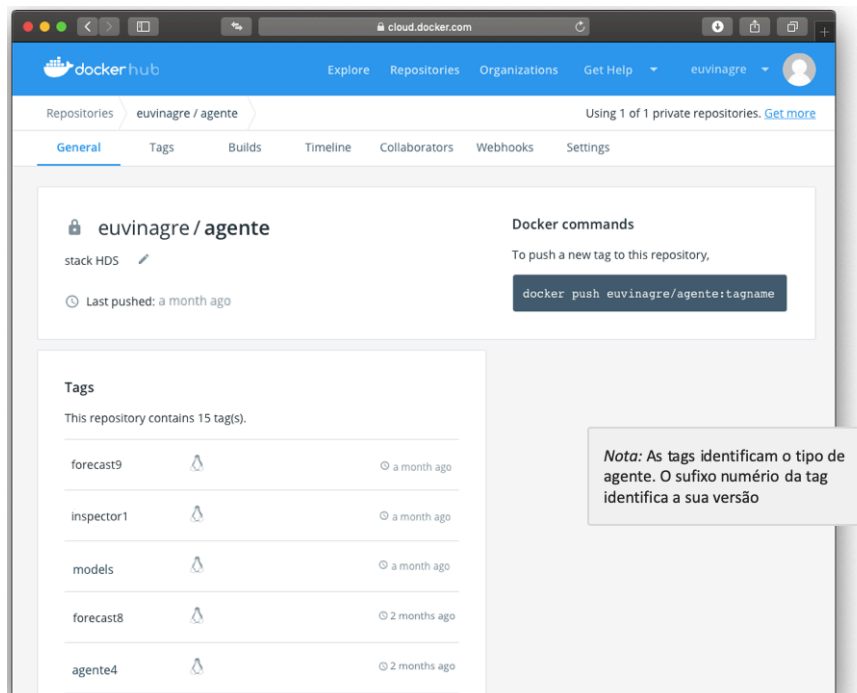 cloud.docker.com
dockerhub Explore Repositories Organizations Get Help euvinagre
Repositories euvinagre / agente Using 1 of 1 private repositories. Get more
General Tags Builds Timeline Collaborators Webhooks Settings
euvinagre / agente
stack HDS
Last pushed: a month ago
Docker commands
To push a new tag to this repository,
docker push euvinagre/agente:tagname
Tags
This repository contains 15 tag(s).
forecast9 a month ago
inspector1 a month ago
models a month ago
forecast8 2 months ago
agente4 2 months ago
Nota: As tags identificam o tipo de
agente. O sufixo numério da tag
identifica a sua versão